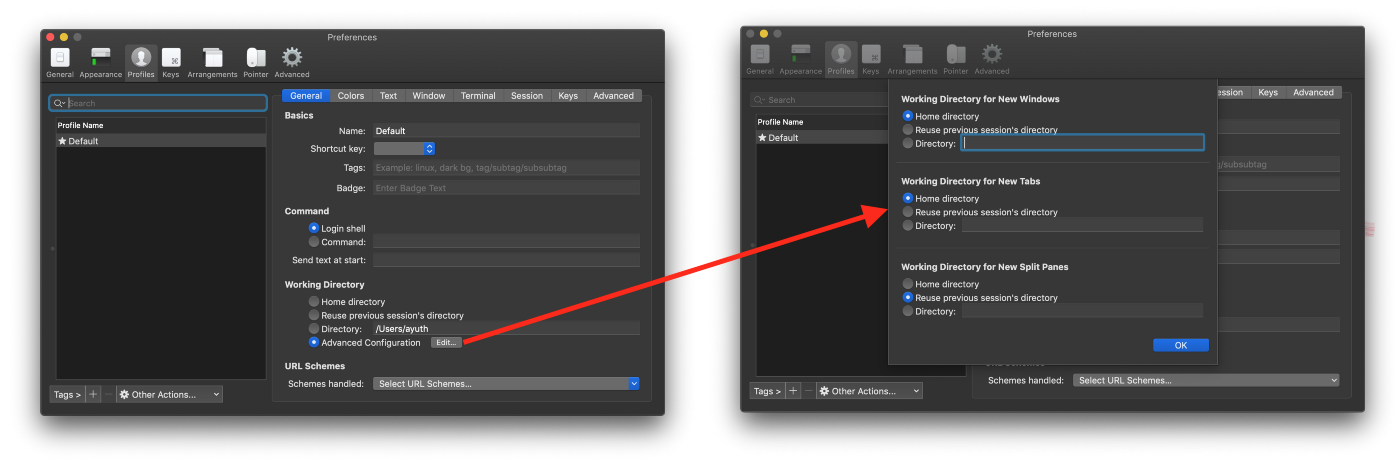 Preferences
General Appearance Profiles Keys Arrangements Pointer Advanced
Search
Profile Name
Default
Tags > + − Other Actions...
General Colors Text Window Terminal Session Keys Advanced
Basics
Name: Default
Shortcut key:
Tags: Example: linux, dark bg, tag/subtag/subsubtag
Badge: Enter Badge Text
Command
Login shell
Command:
Send text at start:
Working Directory
Home directory
Reuse previous session's directory
Directory: /Users/ayuth
Advanced Configuration Edit...
URL Schemes
Schemes handled: Select URL Schemes...
Preferences
General Appearance Profiles Keys Arrangements Pointer Advanced
Search
Profile Name
Default
Tags > + − Other Actions...
Keys Advanced
Working Directory for New Windows
Home directory
Reuse previous session's directory
Directory:
Working Directory for New Tabs
Home directory
Reuse previous session's directory
Directory:
Working Directory for New Split Panes
Home directory
Reuse previous session's directory
Directory:
OK
/subsubtag
Schemes handled: Select URL Schemes...